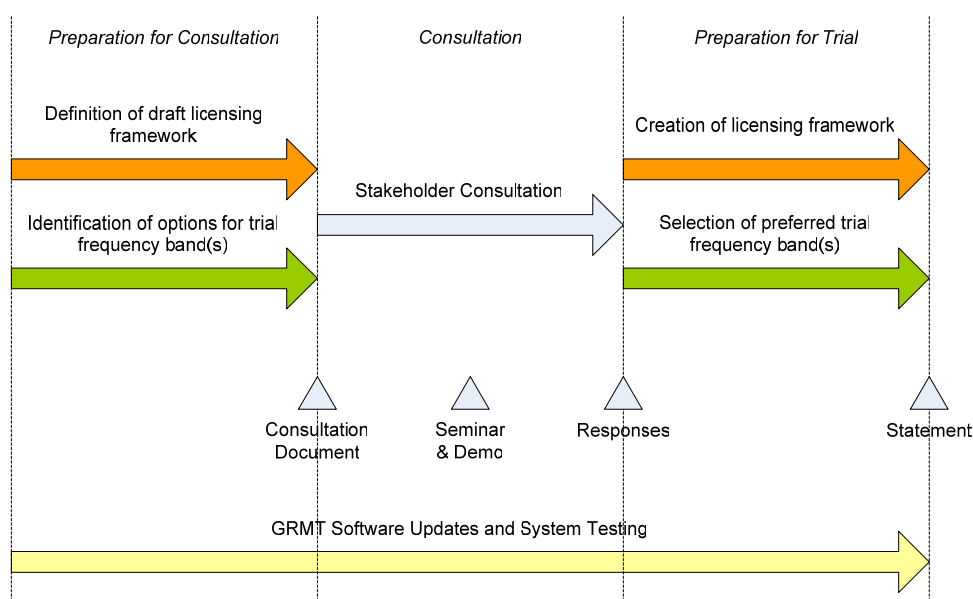 Preparation for Consultation
Consultation
Preparation for Trial
Definition of draft licensing
framework
Creation of licensing framework
Stakeholder Consultation
Identification of options for trial
frequency band(s)
Selection of preferred trial
frequency band(s)
Consultation
Document
Seminar
& Demo
Responses
Statement
GRMT Software Updates and System Testing